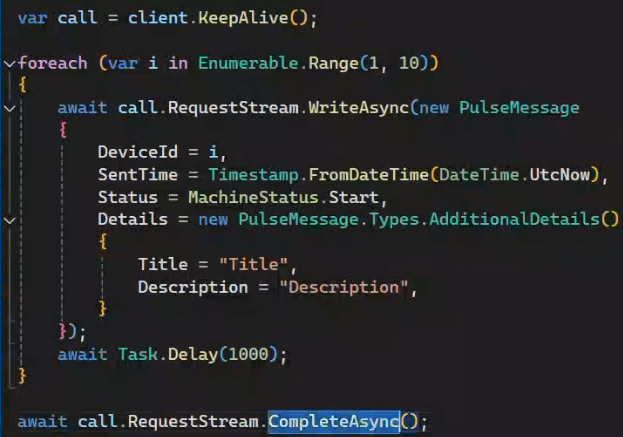 var call = client.KeepAlive();
foreach (var i in Enumerable.Range(1, 10))
{
await call.RequestStream.WriteAsync(new PulseMessage
{
DeviceId = i,
SentTime = Timestamp.FromDateTime(DateTime.UtcNow),
Status = MachineStatus.Start,
Details = new PulseMessage.Types.AdditionalDetails()
{
Title = "Title",
Description = "Description",
}
});
await Task.Delay(1000);
}
await call.RequestStream.CompleteAsync();